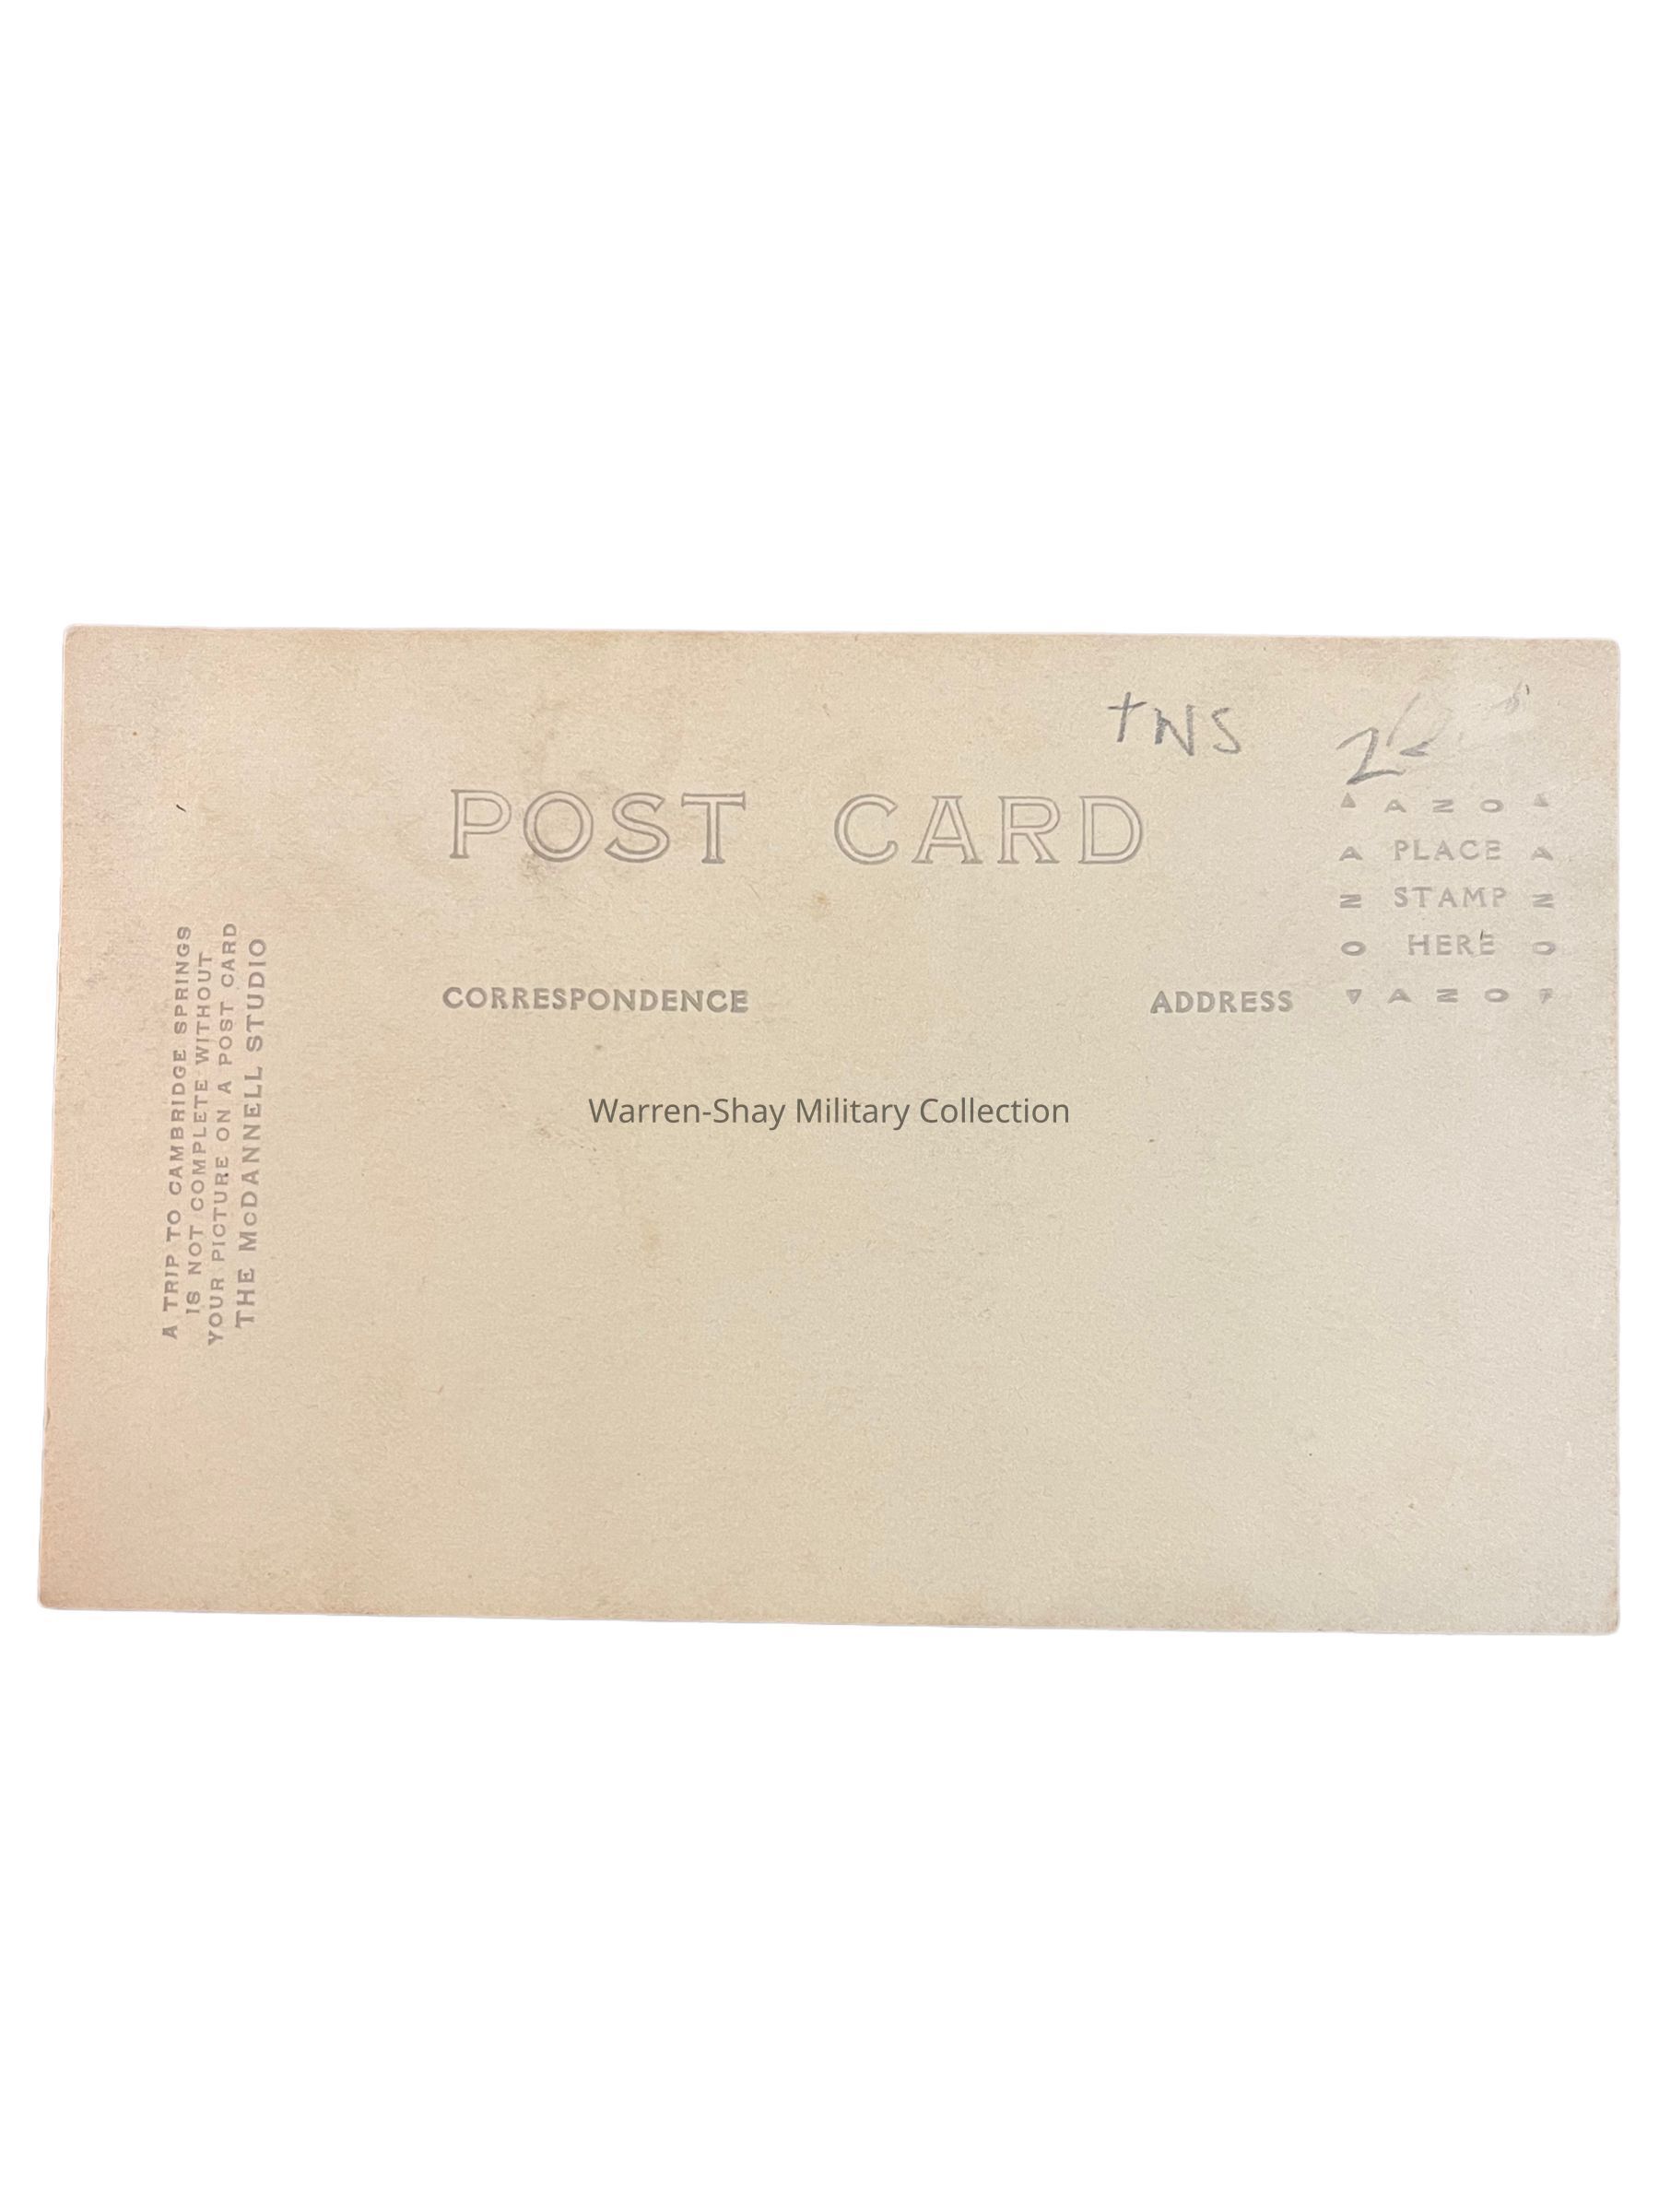 tNS
POST CARD
AZO
A PLACE A
N STAMP N
O HERE O
AZO
CORRESPONDENCE ADDRESS
Warren-Shay Military Collection
A TRIP TO CAMBRIDGE SPRINGS
IS NOT COMPLETE WITHOUT
YOUR PICTURE ON A POST CARD
THE McDANNELL STUDIO